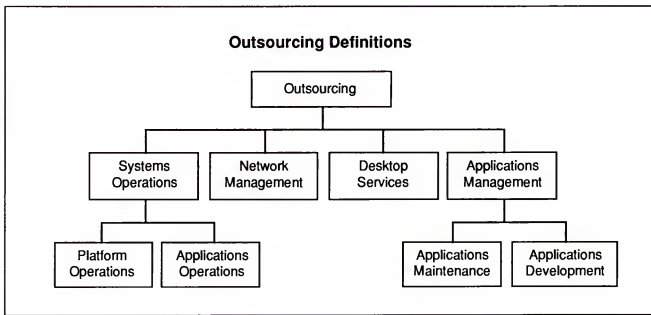 Outsourcing Definitions
Outsourcing
Systems
Operations
Network
Management
Desktop
Services
Applications
Management
Platform
Operations
Applications
Operations
Applications
Maintenance
Applications
Development